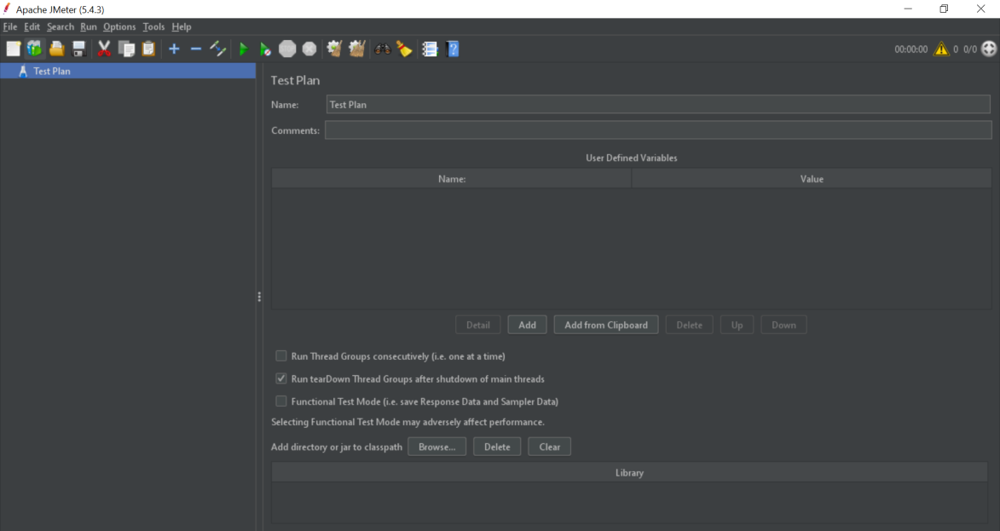 Apache JMeter (5.4.3)
File Edit Search Run Options Tools Help
00:00:00 0 0/0
Test Plan
Test Plan
Name: Test Plan
Comments:
User Defined Variables
Name: Value
Detail Add Add from Clipboard Delete Up Down
Run Thread Groups consecutively (i.e. one at a time)
Run tearDown Thread Groups after shutdown of main threads
Functional Test Mode (i.e. save Response Data and Sampler Data)
Selecting Functional Test Mode may adversely affect performance.
Add directory or jar to classpath Browse... Delete Clear
Library